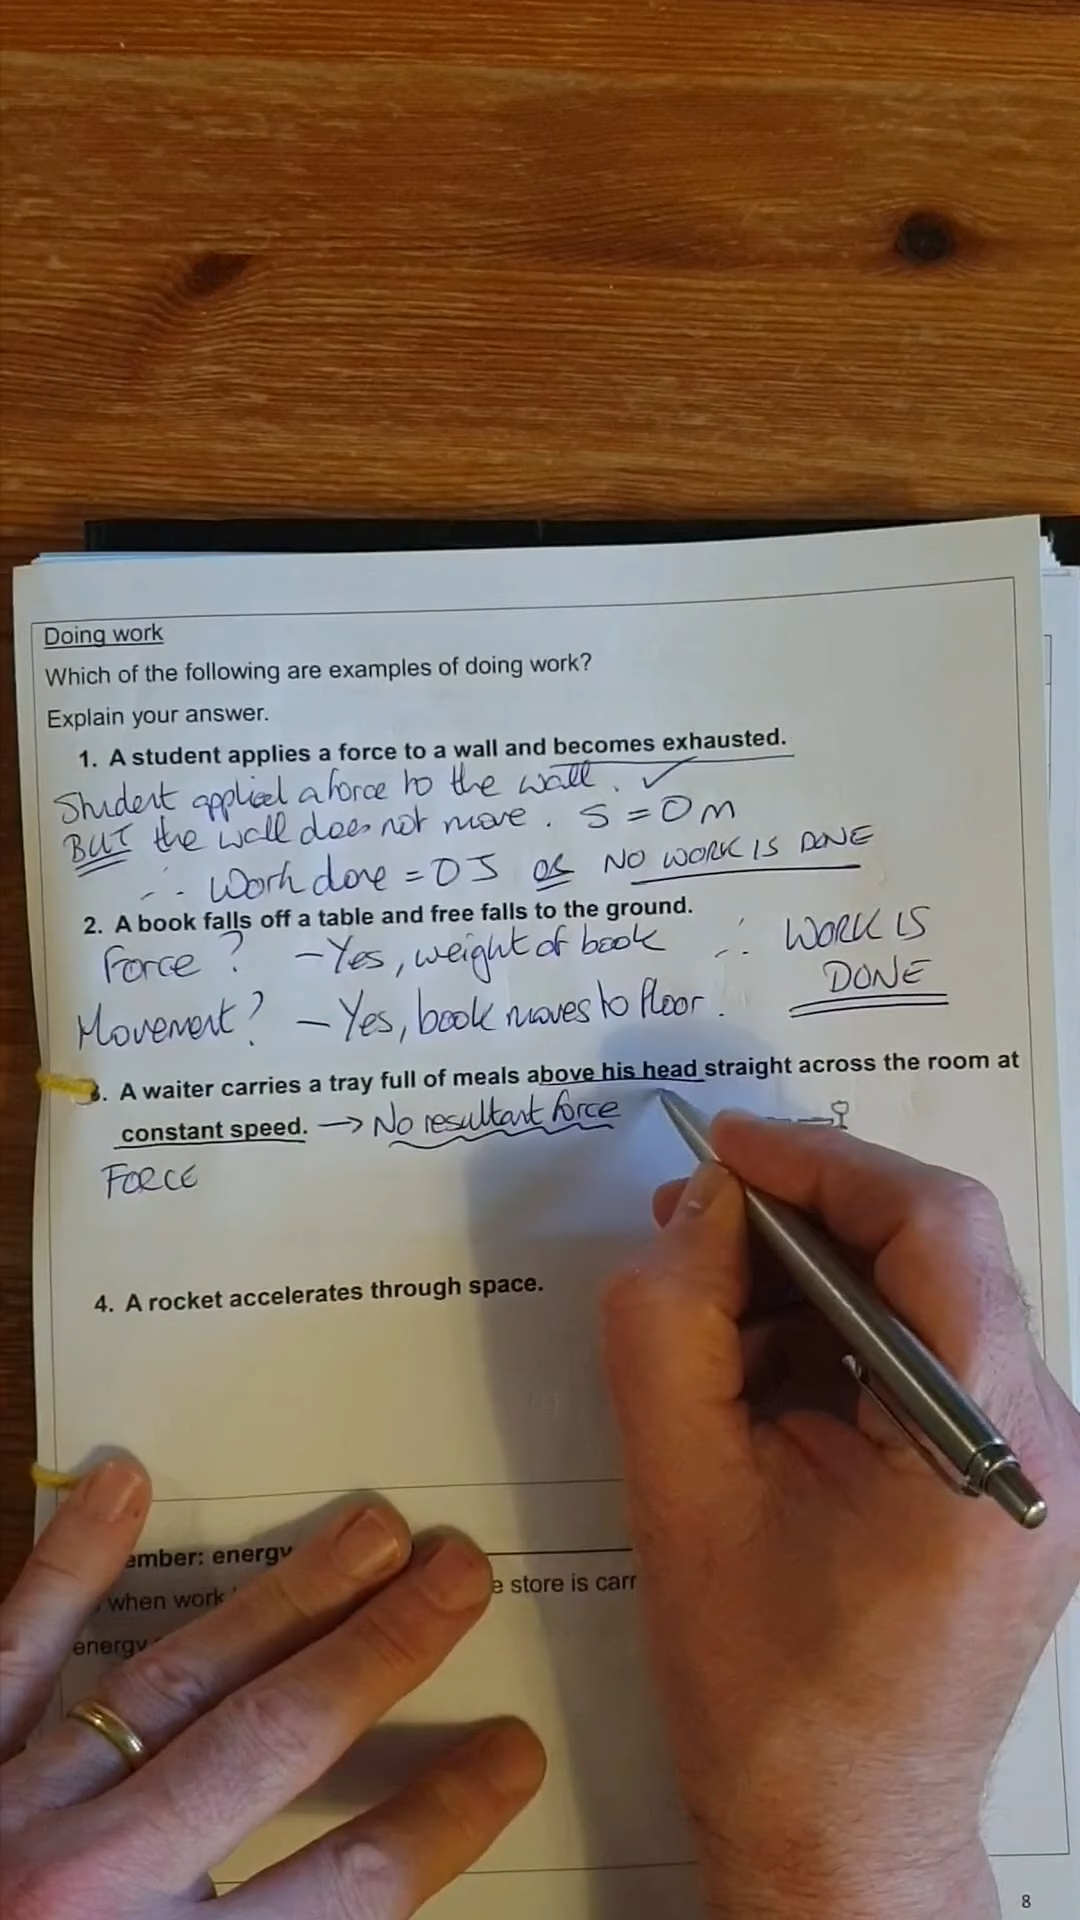 Doing work
Which of the following are examples of doing work?
Explain your answer.
1. A student applies a force to a wall and becomes exhausted.
Student applied a force to the wall. ✓
BUT the wall does not move. S = 0 m
∴ Work done = 0 J or NO WORK IS DONE
2. A book falls off a table and free falls to the ground.
Force? – Yes, weight of book ∴ WORK IS
DONE
Movement? – Yes, book moves to floor.
3. A waiter carries a tray full of meals above his head straight across the room at
constant speed. → No resultant force
FORCE
4. A rocket accelerates through space.
ember: energy
when work e store is carr
energy
8